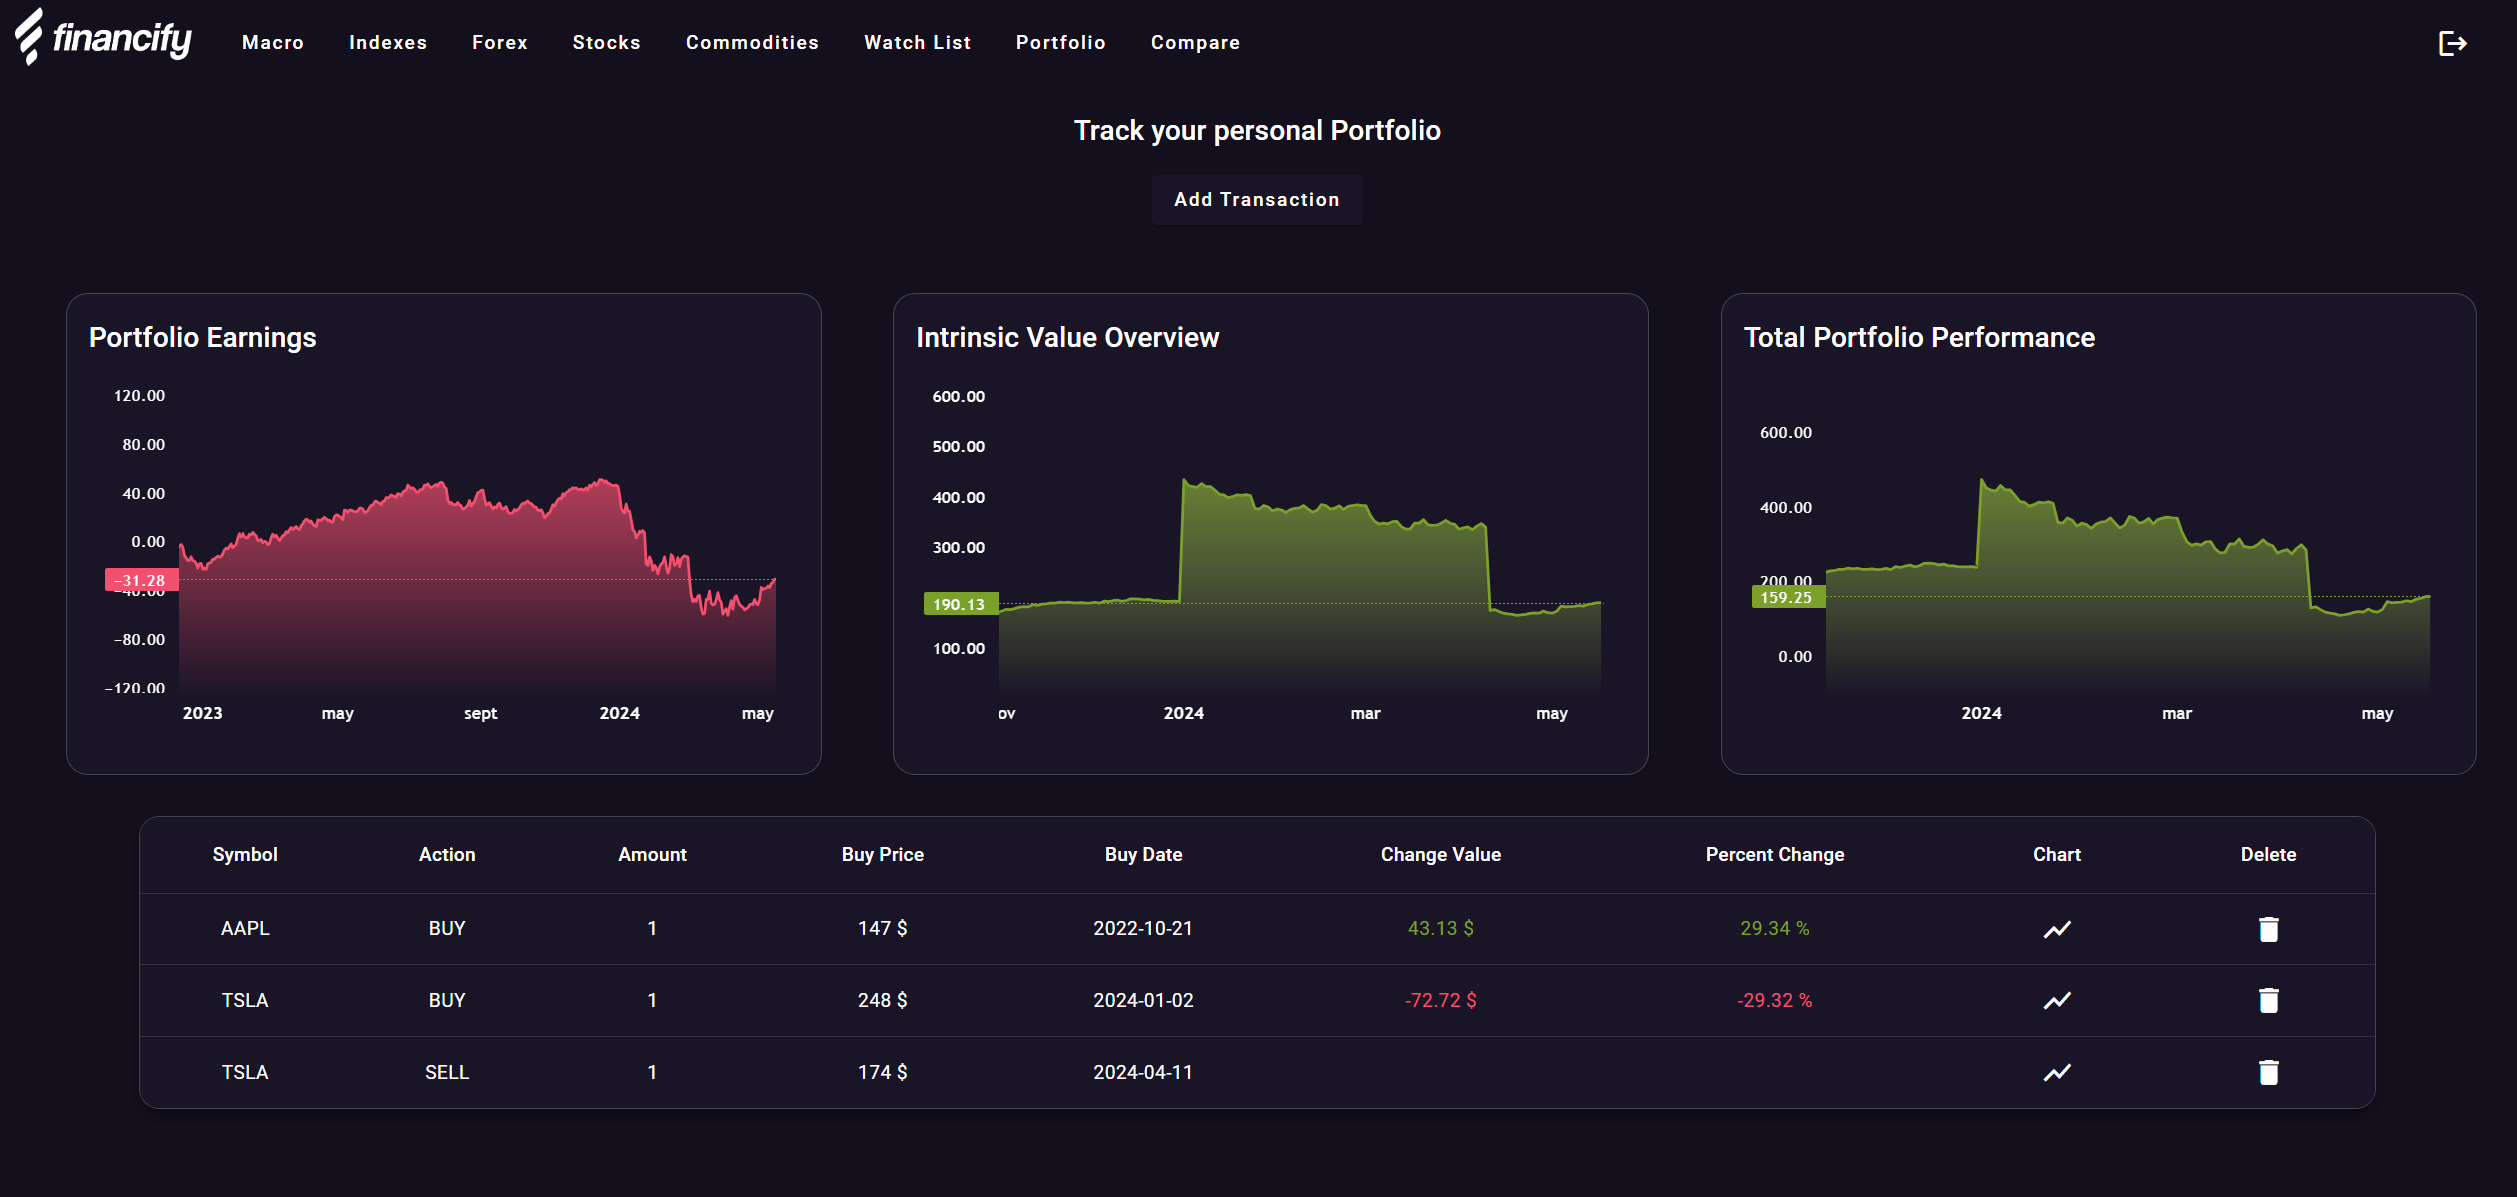 financify Macro Indexes Forex Stocks Commodities Watch List Portfolio Compare
Track your personal Portfolio
Add Transaction
Portfolio Earnings
120.00
80.00
40.00
0.00
−31.28
−40.00
−80.00
−120.00
2023 may sept 2024 may
Intrinsic Value Overview
600.00
500.00
400.00
300.00
190.13
100.00
ov 2024 mar may
Total Portfolio Performance
600.00
400.00
200.00
159.25
0.00
2024 mar may
Symbol Action Amount Buy Price Buy Date Change Value Percent Change Chart Delete
AAPL BUY 1 147 $ 2022-10-21 43.13 $ 29.34 %
TSLA BUY 1 248 $ 2024-01-02 -72.72 $ -29.32 %
TSLA SELL 1 174 $ 2024-04-11